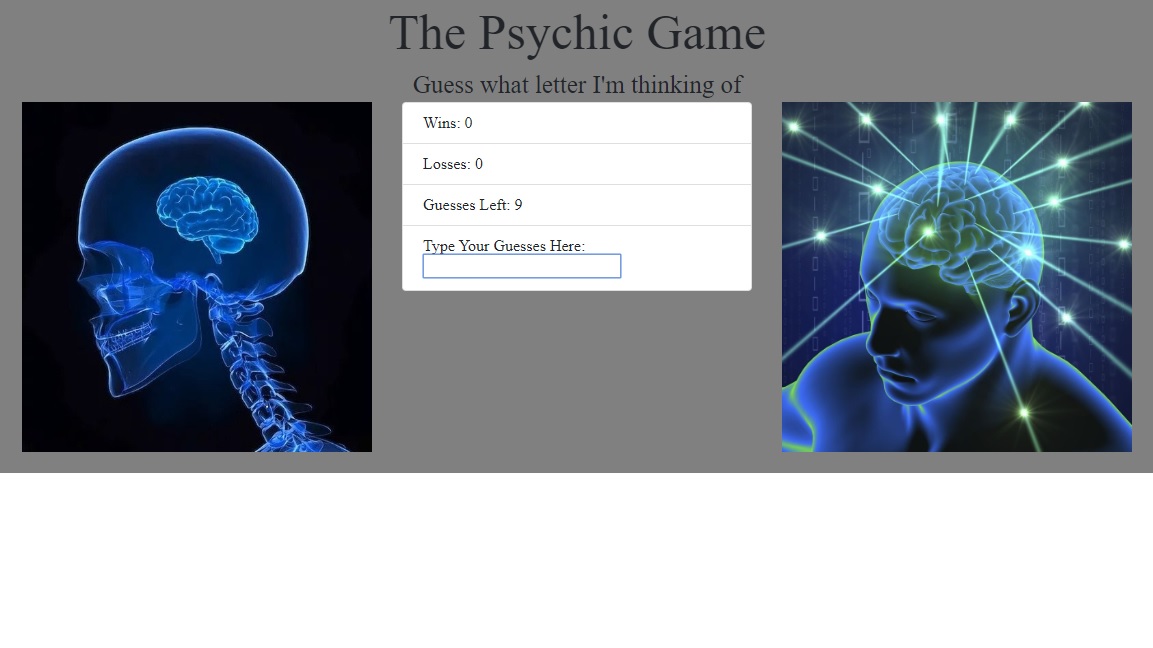 The Psychic Game
Guess what letter I'm thinking of
Wins: 0
Losses: 0
Guesses Left: 9
Type Your Guesses Here: